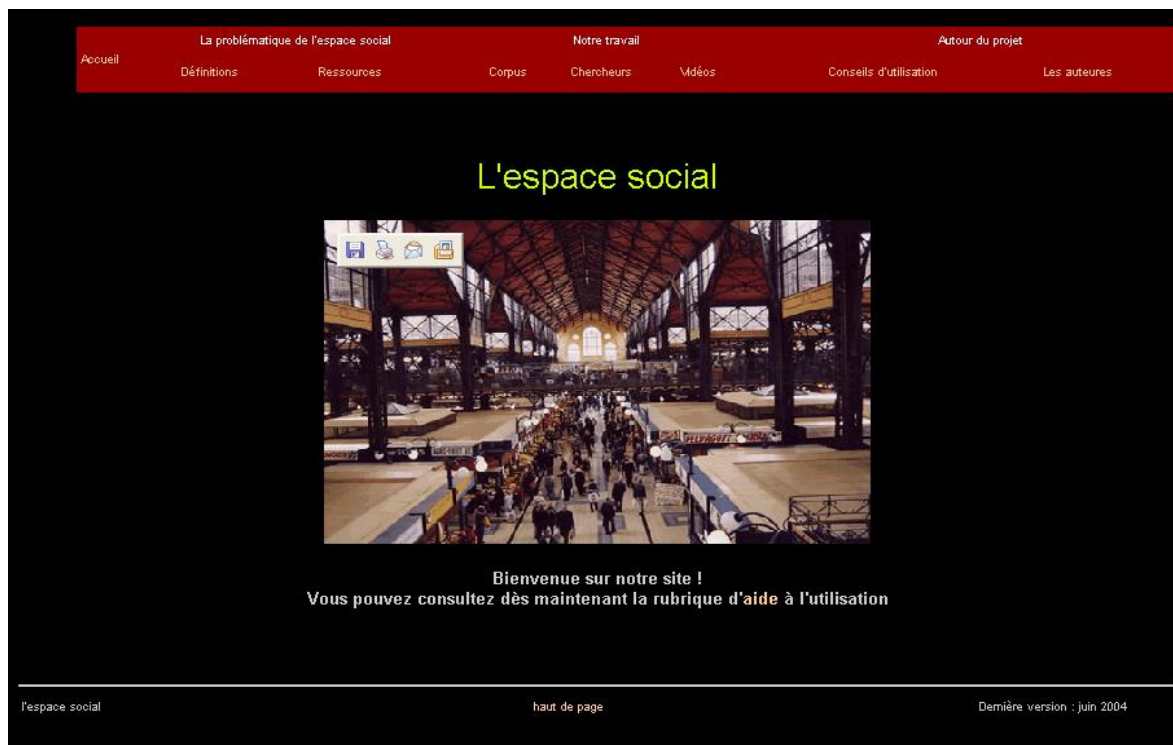 La problématique de l'espace social Notre travail Autour du projet
Accueil
Définitions Ressources Corpus Chercheurs Vidéos Conseils d'utilisation Les auteures
L'espace social
Bienvenue sur notre site !
Vous pouvez consultez dès maintenant la rubrique d'aide à l'utilisation
l'espace social haut de page Dernière version : juin 2004